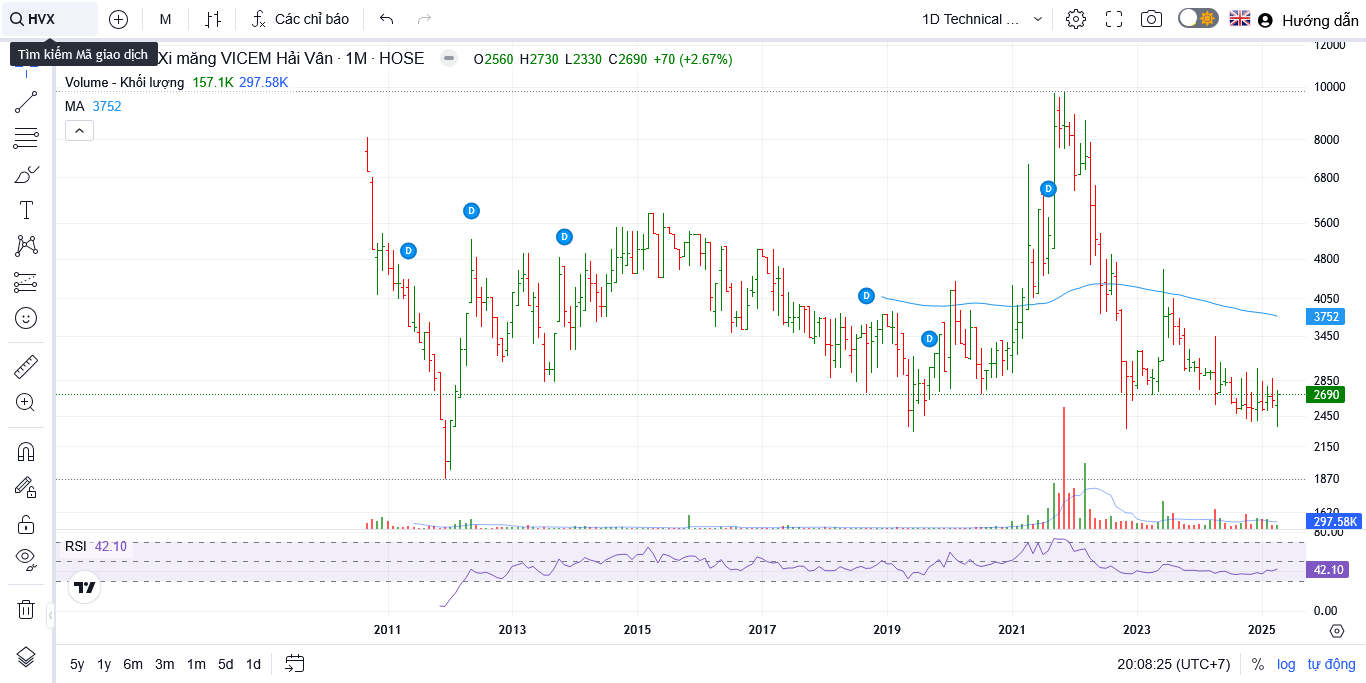 HVX M Các chỉ báo 1D Technical ... Hướng dẫn
Tìm kiếm Mã giao dịch
Xi măng VICEM Hải Vân · 1M · HOSE O2560 H2730 L2330 C2690 +70 (+2.67%)
Volume - Khối lượng 157.1K 297.58K
MA 3752
12000
10000
8000
6800
5600
4800
4050
3752
3450
2850
2690
2450
2150
1870
297.58K
80.00
D
D
D
D
D
D
RSI 42.10
42.10
0.00
2011 2013 2015 2017 2019 2021 2023 2025
5y 1y 6m 3m 1m 5d 1d 20:08:25 (UTC+7) % log tự động